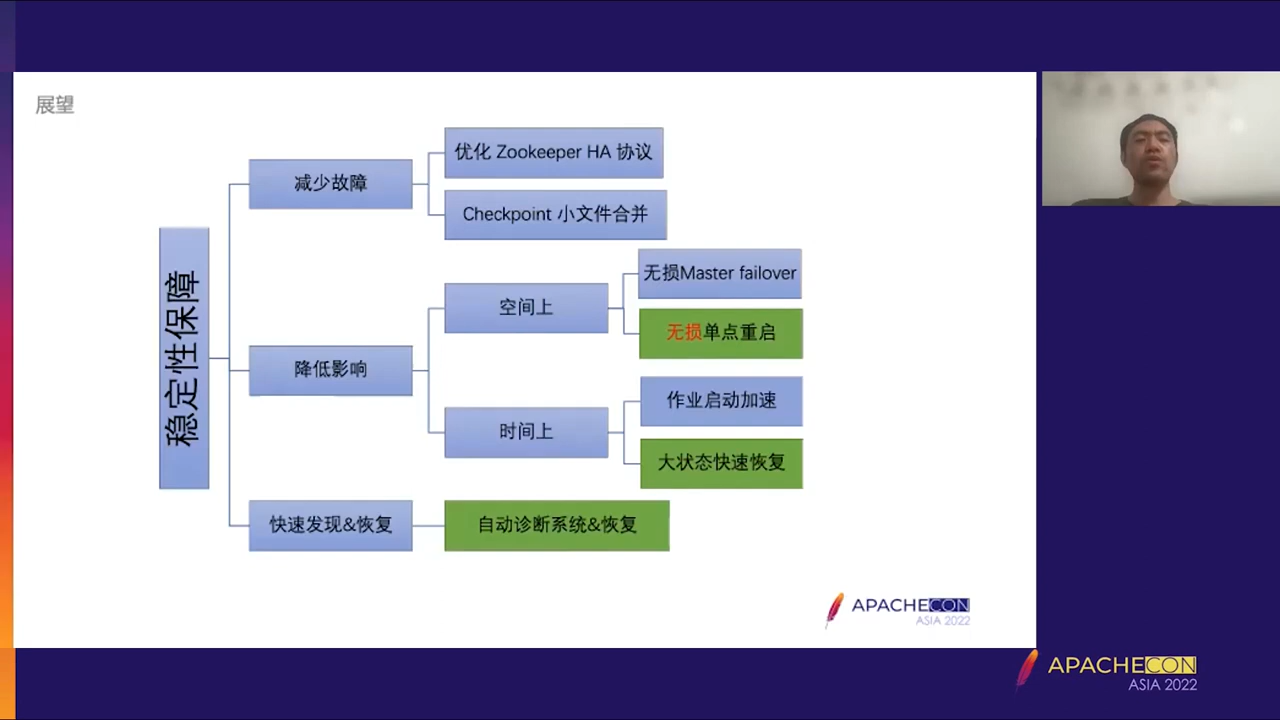 展望
稳定性保障
减少故障
优化 Zookeeper HA 协议
Checkpoint 小文件合并
降低影响
空间上
无损Master failover
无损单点重启
时间上
作业启动加速
大状态快速恢复
快速发现&恢复
自动诊断系统&恢复
APACHECON
ASIA 2022
APACHECON
ASIA 2022